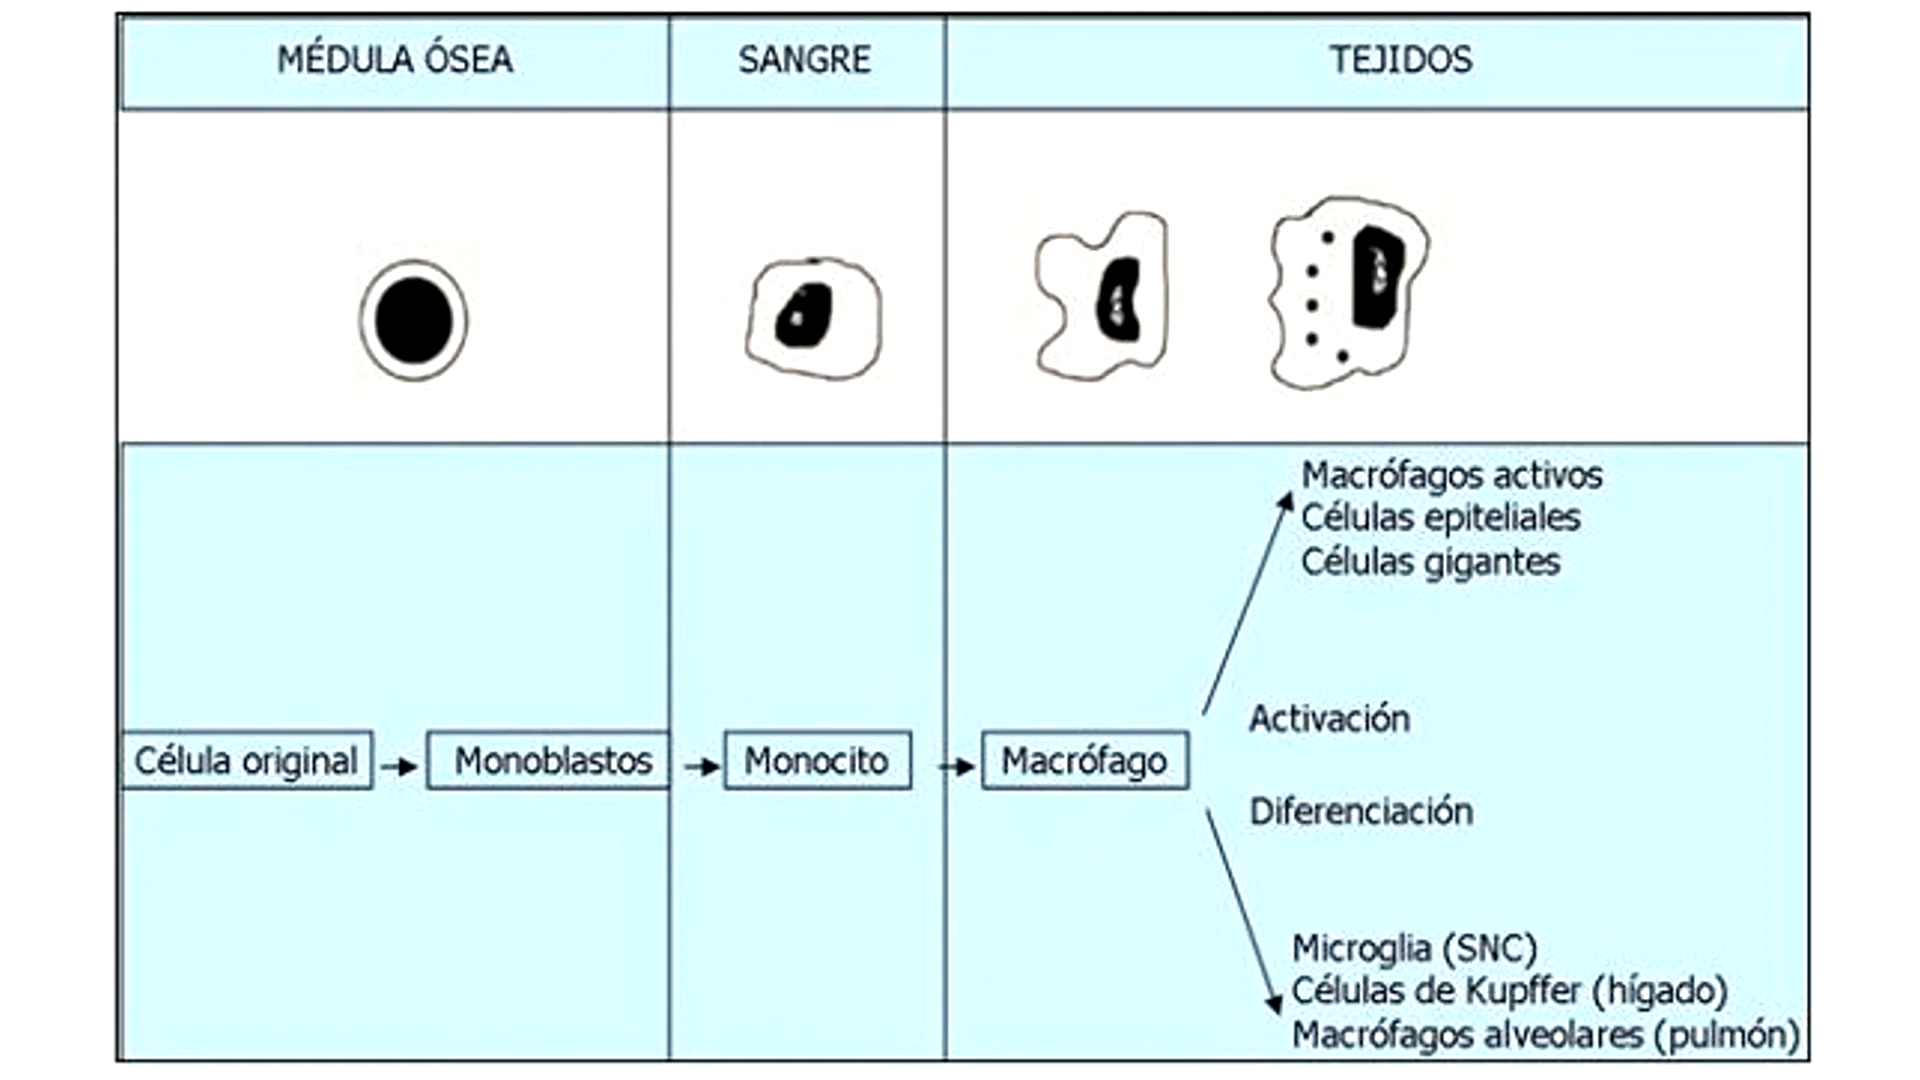 MÉDULA ÓSEA
SANGRE
TEJIDOS
Macrófagos activos
Células epiteliales
Células gigantes
Activación
Célula original
Monoblastos
Monocito
Macrófago
Diferenciación
Microglia (SNC)
Células de Kupffer (hígado)
Macrófagos alveolares (pulmón)